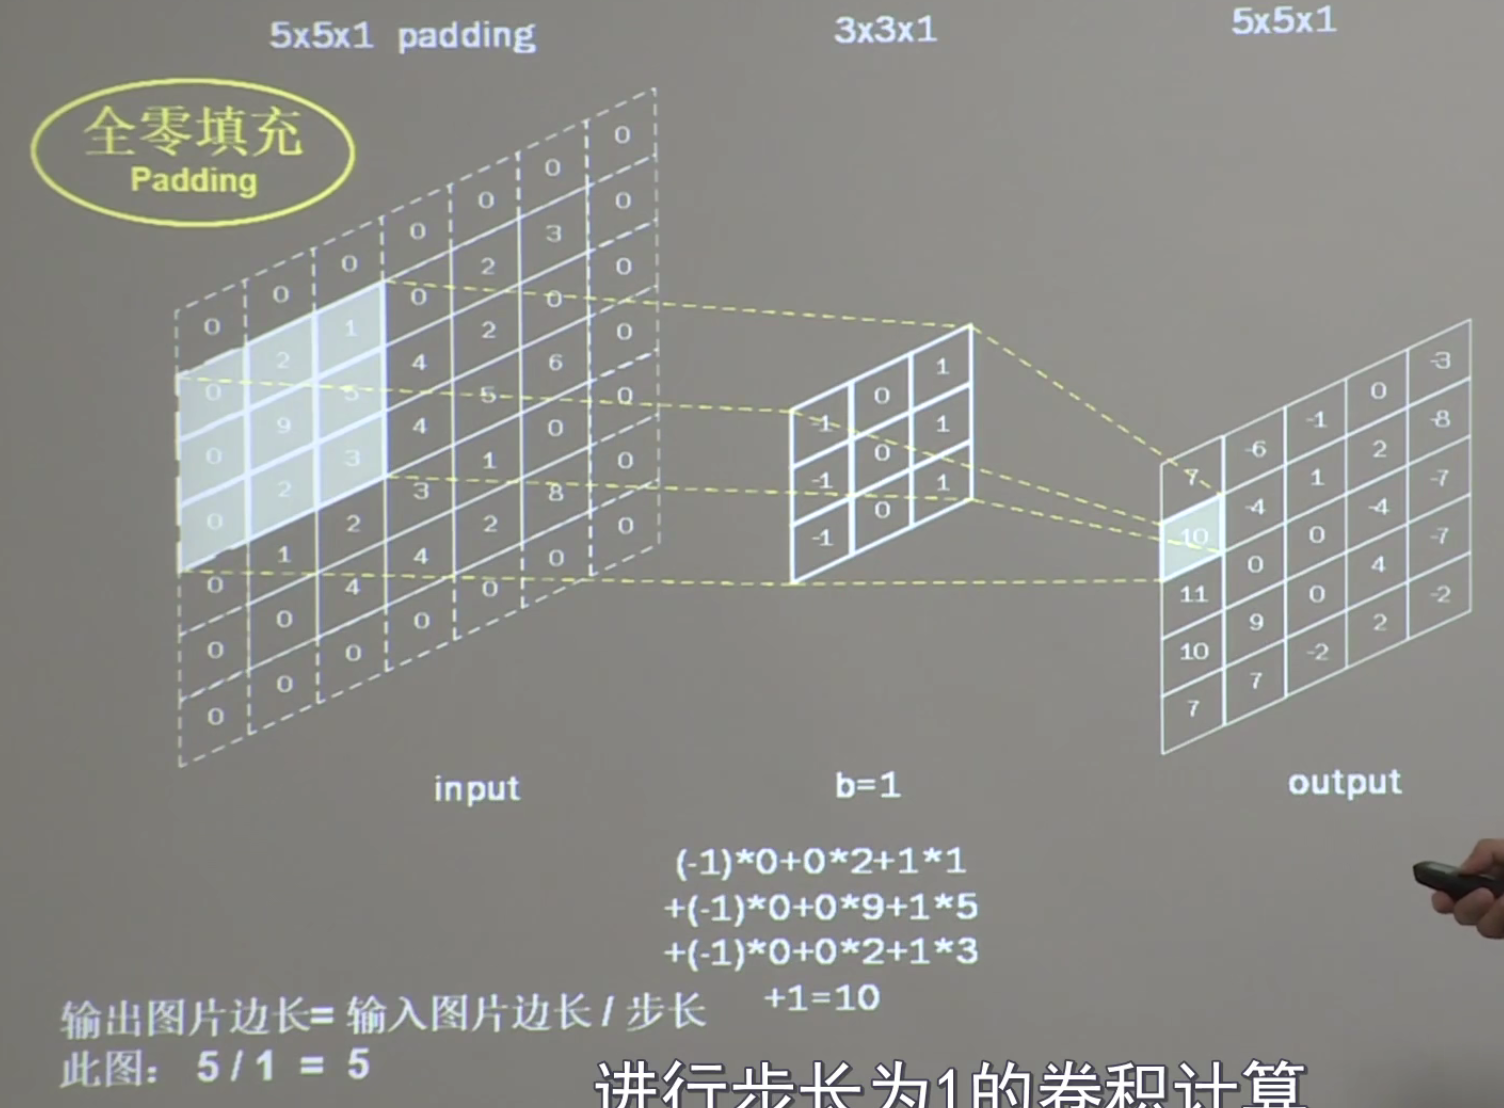 5x5x1 padding
3x3x1
5x5x1
全零填充
Padding
0 0 0 0 0 0 0
0 2 1 0 2 3 0
0 9 5 4 2 0 0
0 2 3 4 5 6 0
0 1 2 3 1 0 0
0 0 4 4 2 8 0
0 0 0 0 0 0 0
-1 0 1
-1 0 1
-1 0 1
7 -6 -1 0 -3
10 -4 1 2 -8
11 0 0 -4 -7
10 9 0 4 -7
7 7 -2 2 -2
input
b=1
output
(-1)*0+0*2+1*1
+(-1)*0+0*9+1*5
+(-1)*0+0*2+1*3
+1=10
输出图片边长= 输入图片边长 / 步长
此图： 5 / 1 = 5
进行步长为1的卷积计算